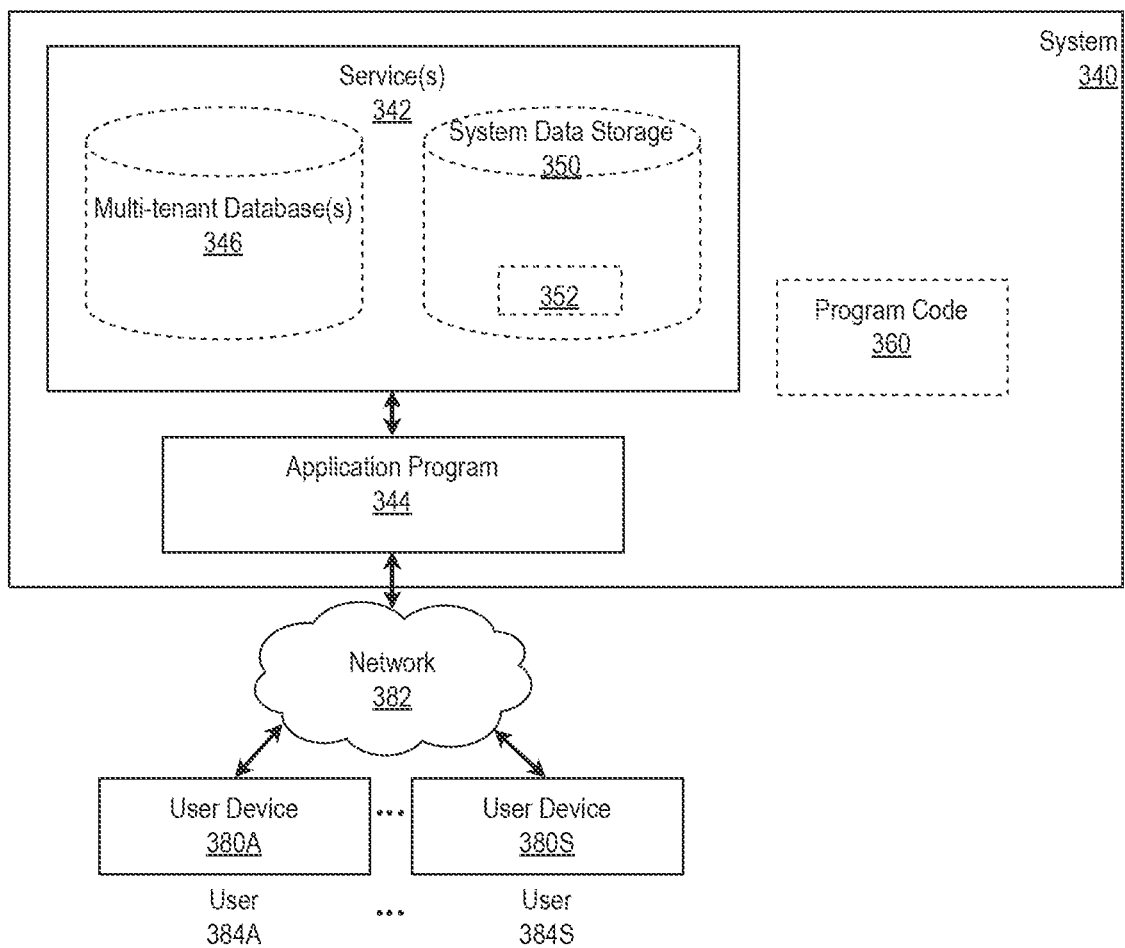 System
340
Service(s)
342
System Data Storage
350
Multi-tenant Database(s)
346
352
Program Code
360
Application Program
344
Network
382
User Device
380A
...
User Device
380S
User
384A
...
User
384S